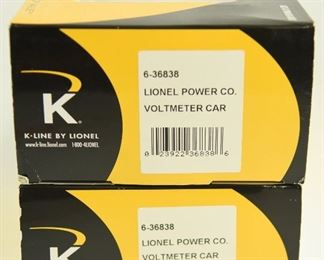 K
K-LINE BY LIONEL
www.k-line.lionel.com 1-800-4LIONEL
6-36838
LIONEL POWER CO.
VOLTMETER CAR
0 23922 36838 6
6-36838
LIONEL POWER CO.
VOLTMETER CAR